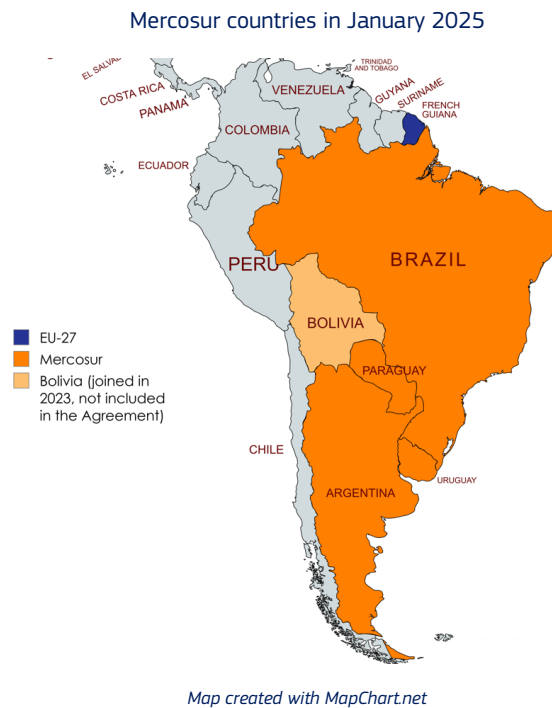 Mercosur countries in January 2025
TRINIDAD
AND TOBAGO
COSTA RICA
PANAMA
VENEZUELA
GUYANA
SURINAME
FRENCH
GUIANA
COLOMBIA
ECUADOR
PERU
BRAZIL
BOLIVIA
EU-27
Mercosur
Bolivia (joined in
2023, not included
in the Agreement)
PARAGUAY
CHILE
URUGUAY
ARGENTINA
Map created with MapChart.net